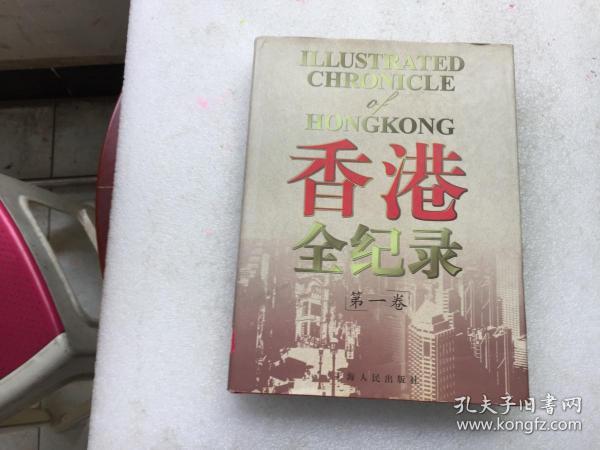 ILLUSTRATED
CHRONICLE
of
HONGKONG
香港
全纪录
第一卷
海人民出版社
孔夫子旧书网
www.kongfz.com